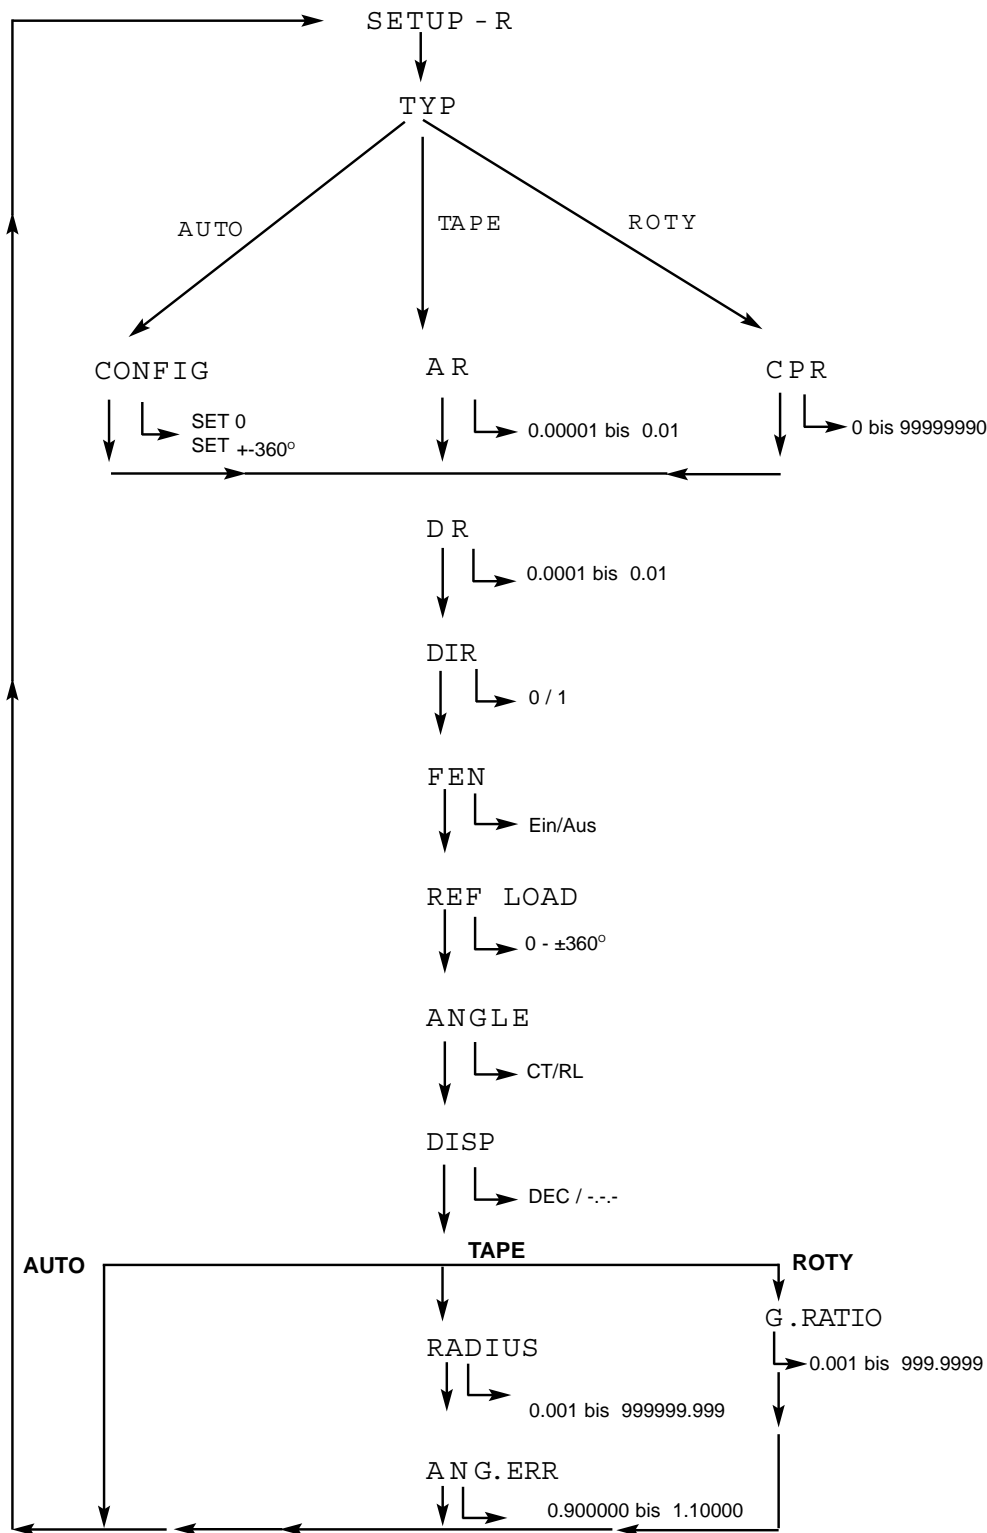 SETUP-R
TYP
AUTO
TAPE
ROTY
CONFIG
AR
CPR
SET 0
SET +-360°
0.00001 bis 0.01
0 bis 99999990
DR
0.0001 bis 0.01
DIR
0 / 1
FEN
Ein/Aus
REF LOAD
0 - ±360°
ANGLE
CT/RL
DISP
DEC / -.-.-
AUTO
TAPE
ROTY
G.RATIO
RADIUS
0.001 bis 999.9999
0.001 bis 999999.999
ANG.ERR
0.900000 bis 1.10000